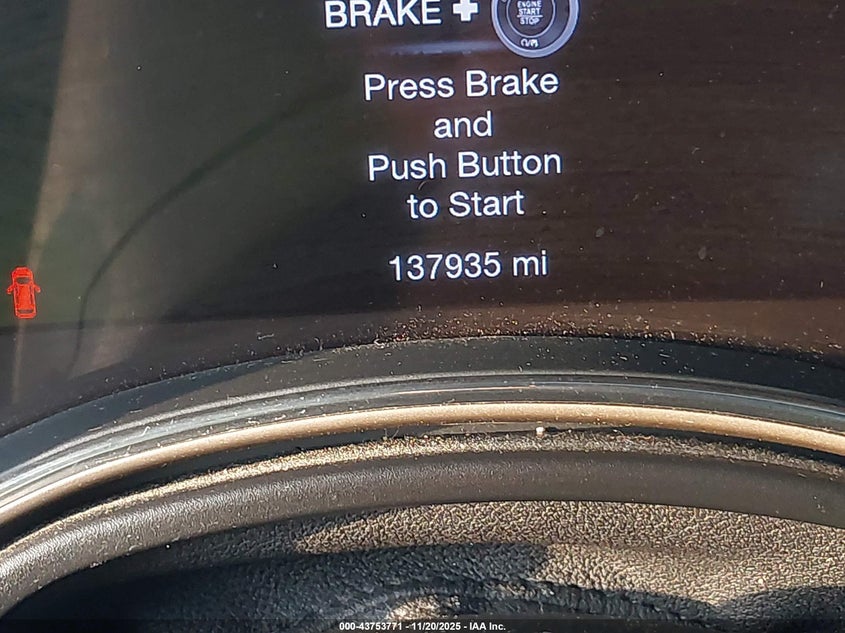 BRAKE +
ENGINE
START
STOP
Press Brake
and
Push Button
to Start
137935 mi
000-43753771 - 11/20/2025 - IAA Inc.